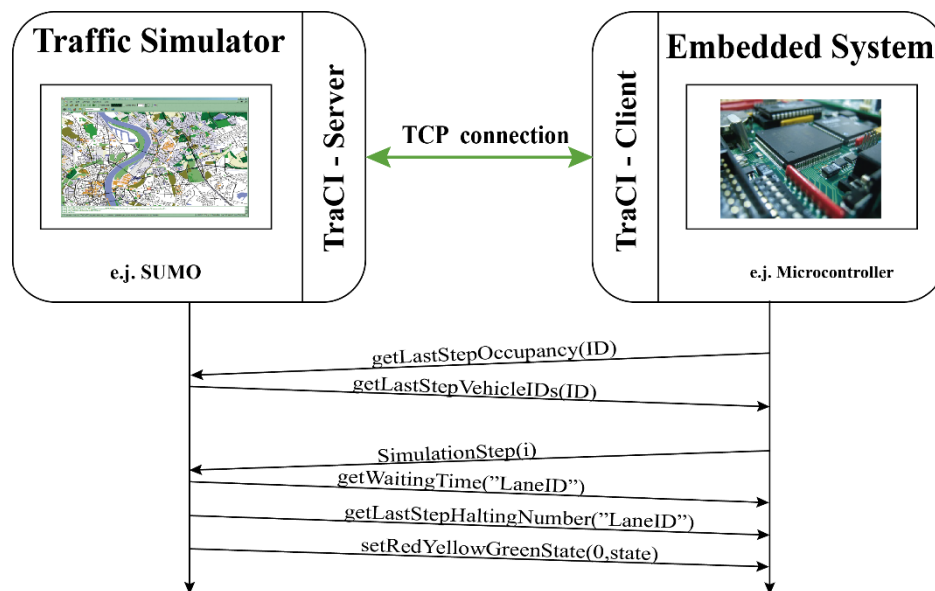 Traffic Simulator
TraCI - Server
e.j. SUMO
TCP connection
Embedded System
TraCI - Client
e.j. Microcontroller
getLastStepOccupancy(ID)
getLastStepVehicleIDs(ID)
SimulationStep(i)
getWaitingTime("LaneID")
getLastStepHaltingNumber("LaneID")
setRedYellowGreenState(0,state)